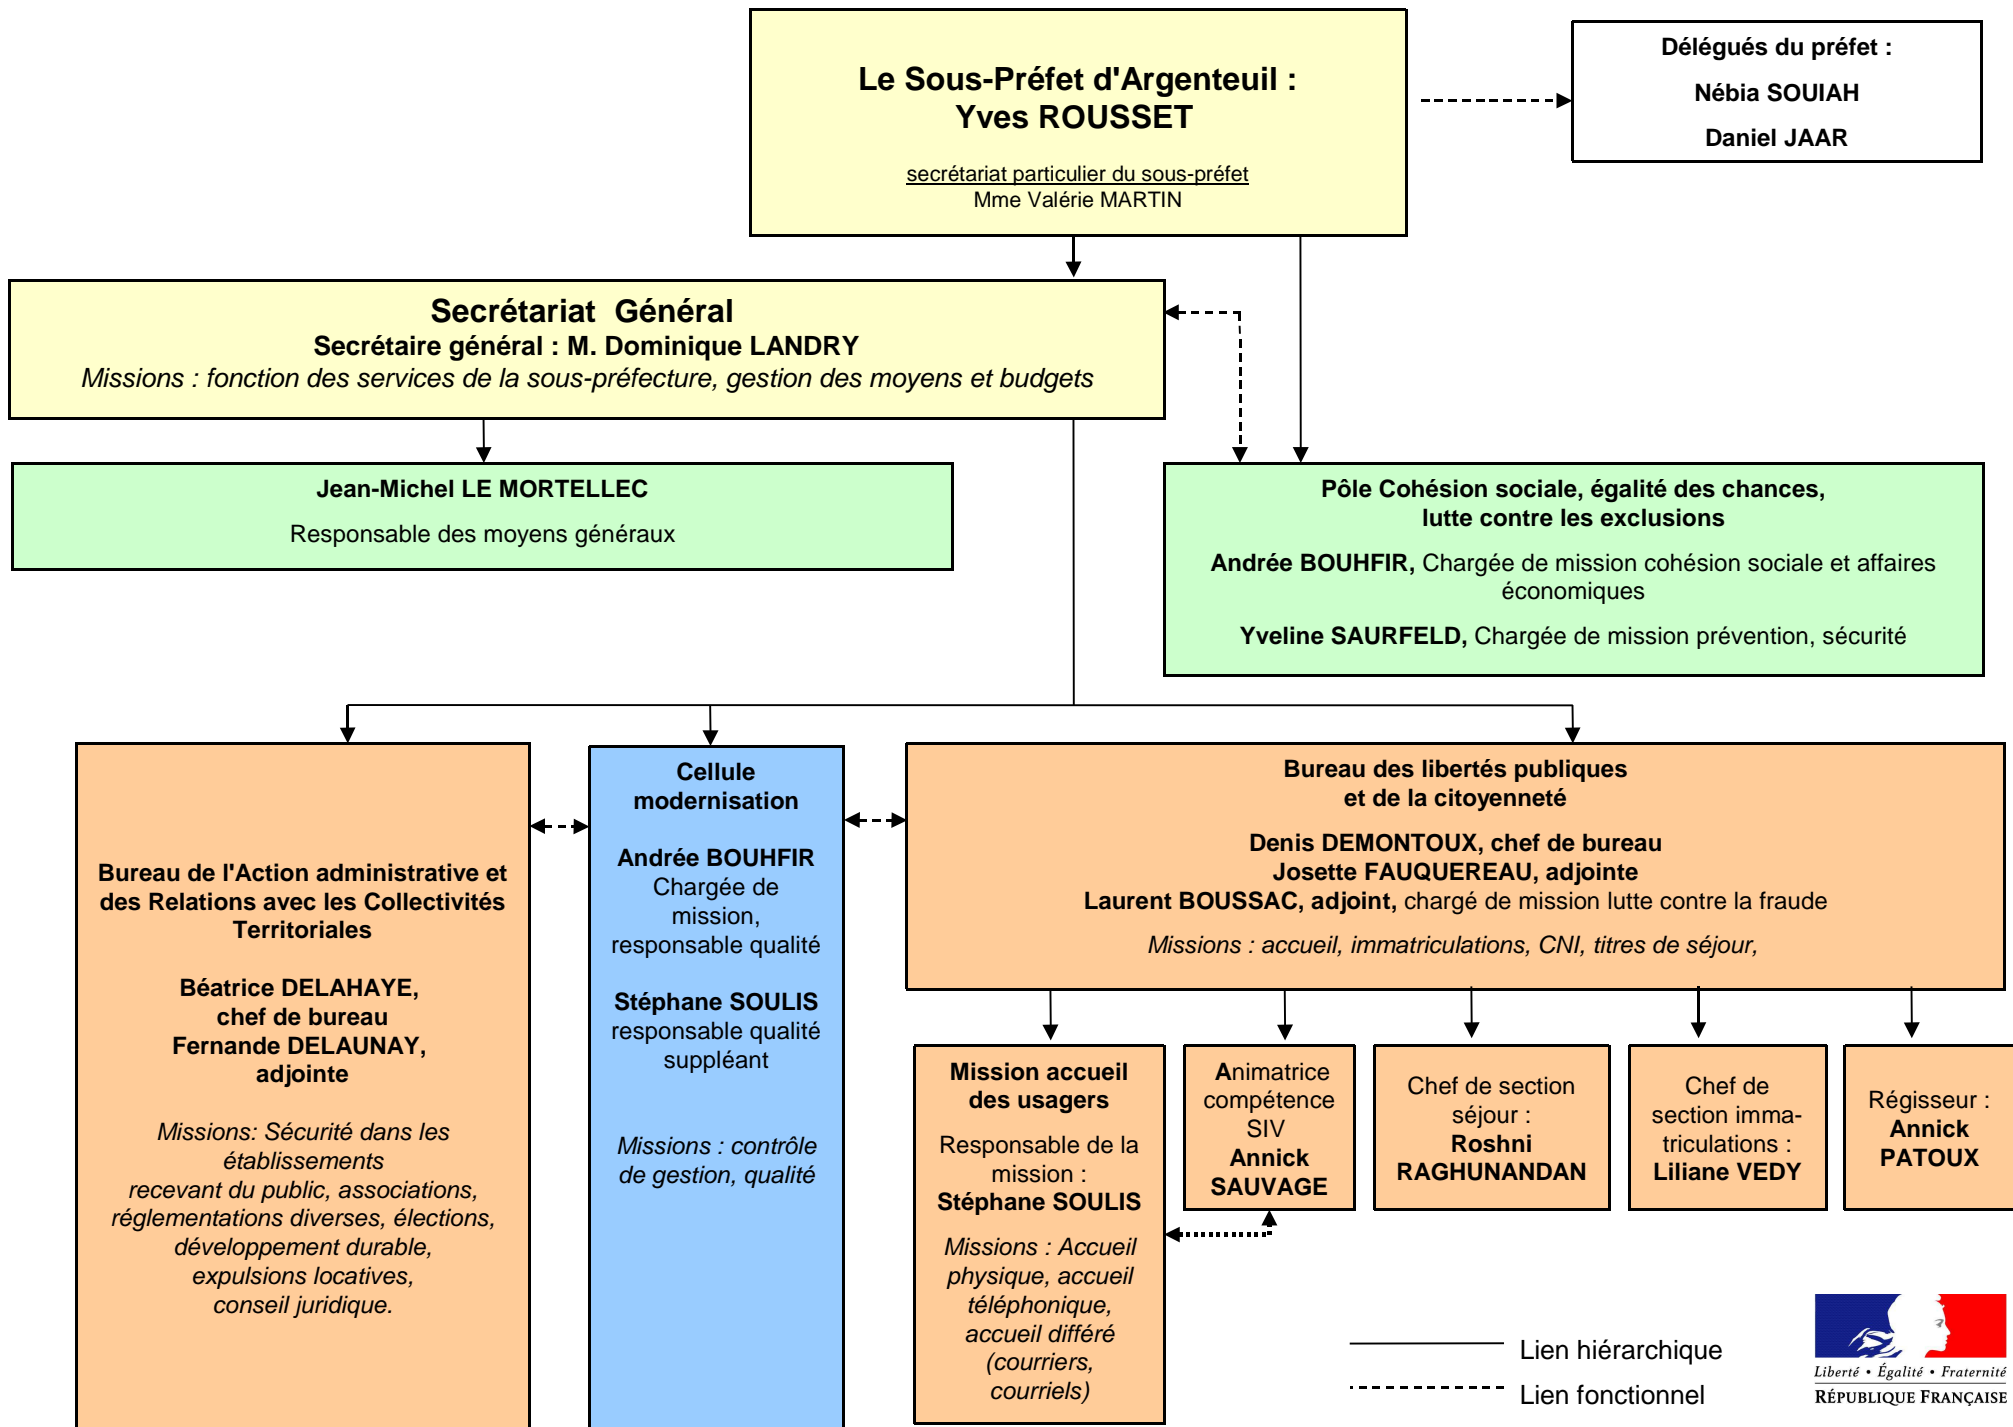 Le Sous-Préfet d'Argenteuil :
Yves ROUSSET
secrétariat particulier du sous-préfet
Mme Valérie MARTIN
Délégués du préfet :
Nébia SOUIAH
Daniel JAAR
Secrétariat Général
Secrétaire général : M. Dominique LANDRY
Missions : fonction des services de la sous-préfecture, gestion des moyens et budgets
Jean-Michel LE MORTELLEC
Responsable des moyens généraux
Pôle Cohésion sociale, égalité des chances,
lutte contre les exclusions
Andrée BOUHFIR, Chargée de mission cohésion sociale et affaires
économiques
Yveline SAURFELD, Chargée de mission prévention, sécurité
Bureau de l'Action administrative et
des Relations avec les Collectivités
Territoriales
Béatrice DELAHAYE,
chef de bureau
Fernande DELAUNAY,
adjointe
Missions: Sécurité dans les
établissements
recevant du public, associations,
réglementations diverses, élections,
développement durable,
expulsions locatives,
conseil juridique.
Cellule
modernisation
Andrée BOUHFIR
Chargée de
mission,
responsable qualité
Stéphane SOULIS
responsable qualité
suppléant
Missions : contrôle
de gestion, qualité
Bureau des libertés publiques
et de la citoyenneté
Denis DEMONTOUX, chef de bureau
Josette FAUQUEREAU, adjointe
Laurent BOUSSAC, adjoint, chargé de mission lutte contre la fraude
Missions : accueil, immatriculations, CNI, titres de séjour,
Mission accueil
des usagers
Responsable de la
mission :
Stéphane SOULIS
Missions : Accueil
physique, accueil
téléphonique,
accueil différé
(courriers,
courriels)
Animatrice
compétence
SIV
Annick
SAUVAGE
Chef de section
séjour :
Roshni
RAGHUNANDAN
Chef de
section imma-
triculations :
Liliane VEDY
Régisseur :
Annick
PATOUX
Lien hiérarchique
Lien fonctionnel
Liberté • Égalité • Fraternité
RÉPUBLIQUE FRANÇAISE